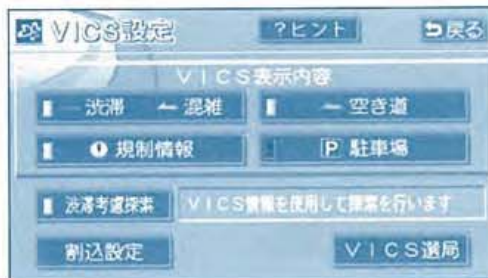 VICS設定 ?ヒント 戻る
VICS表示内容
渋滞 混雑 空き道
規制情報 P 駐車場
渋滞考慮探索 VICS情報を使用して探索を行います
割込設定 VICS選局